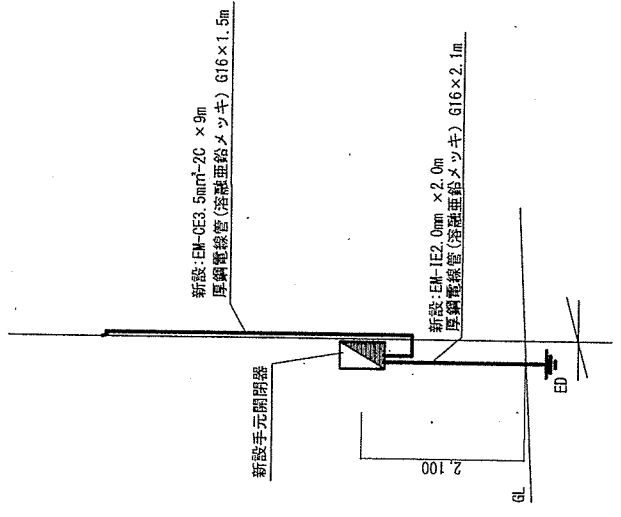 新設:EM-CE3.5mm²-2C ×9m
厚鋼電線管(溶融亜鉛メッキ) G16×1.5m
新設手元開閉器
新設:EM-IE2.0mm ×2.0m
厚鋼電線管(溶融亜鉛メッキ) G16×2.1m
2,100
GL
ED